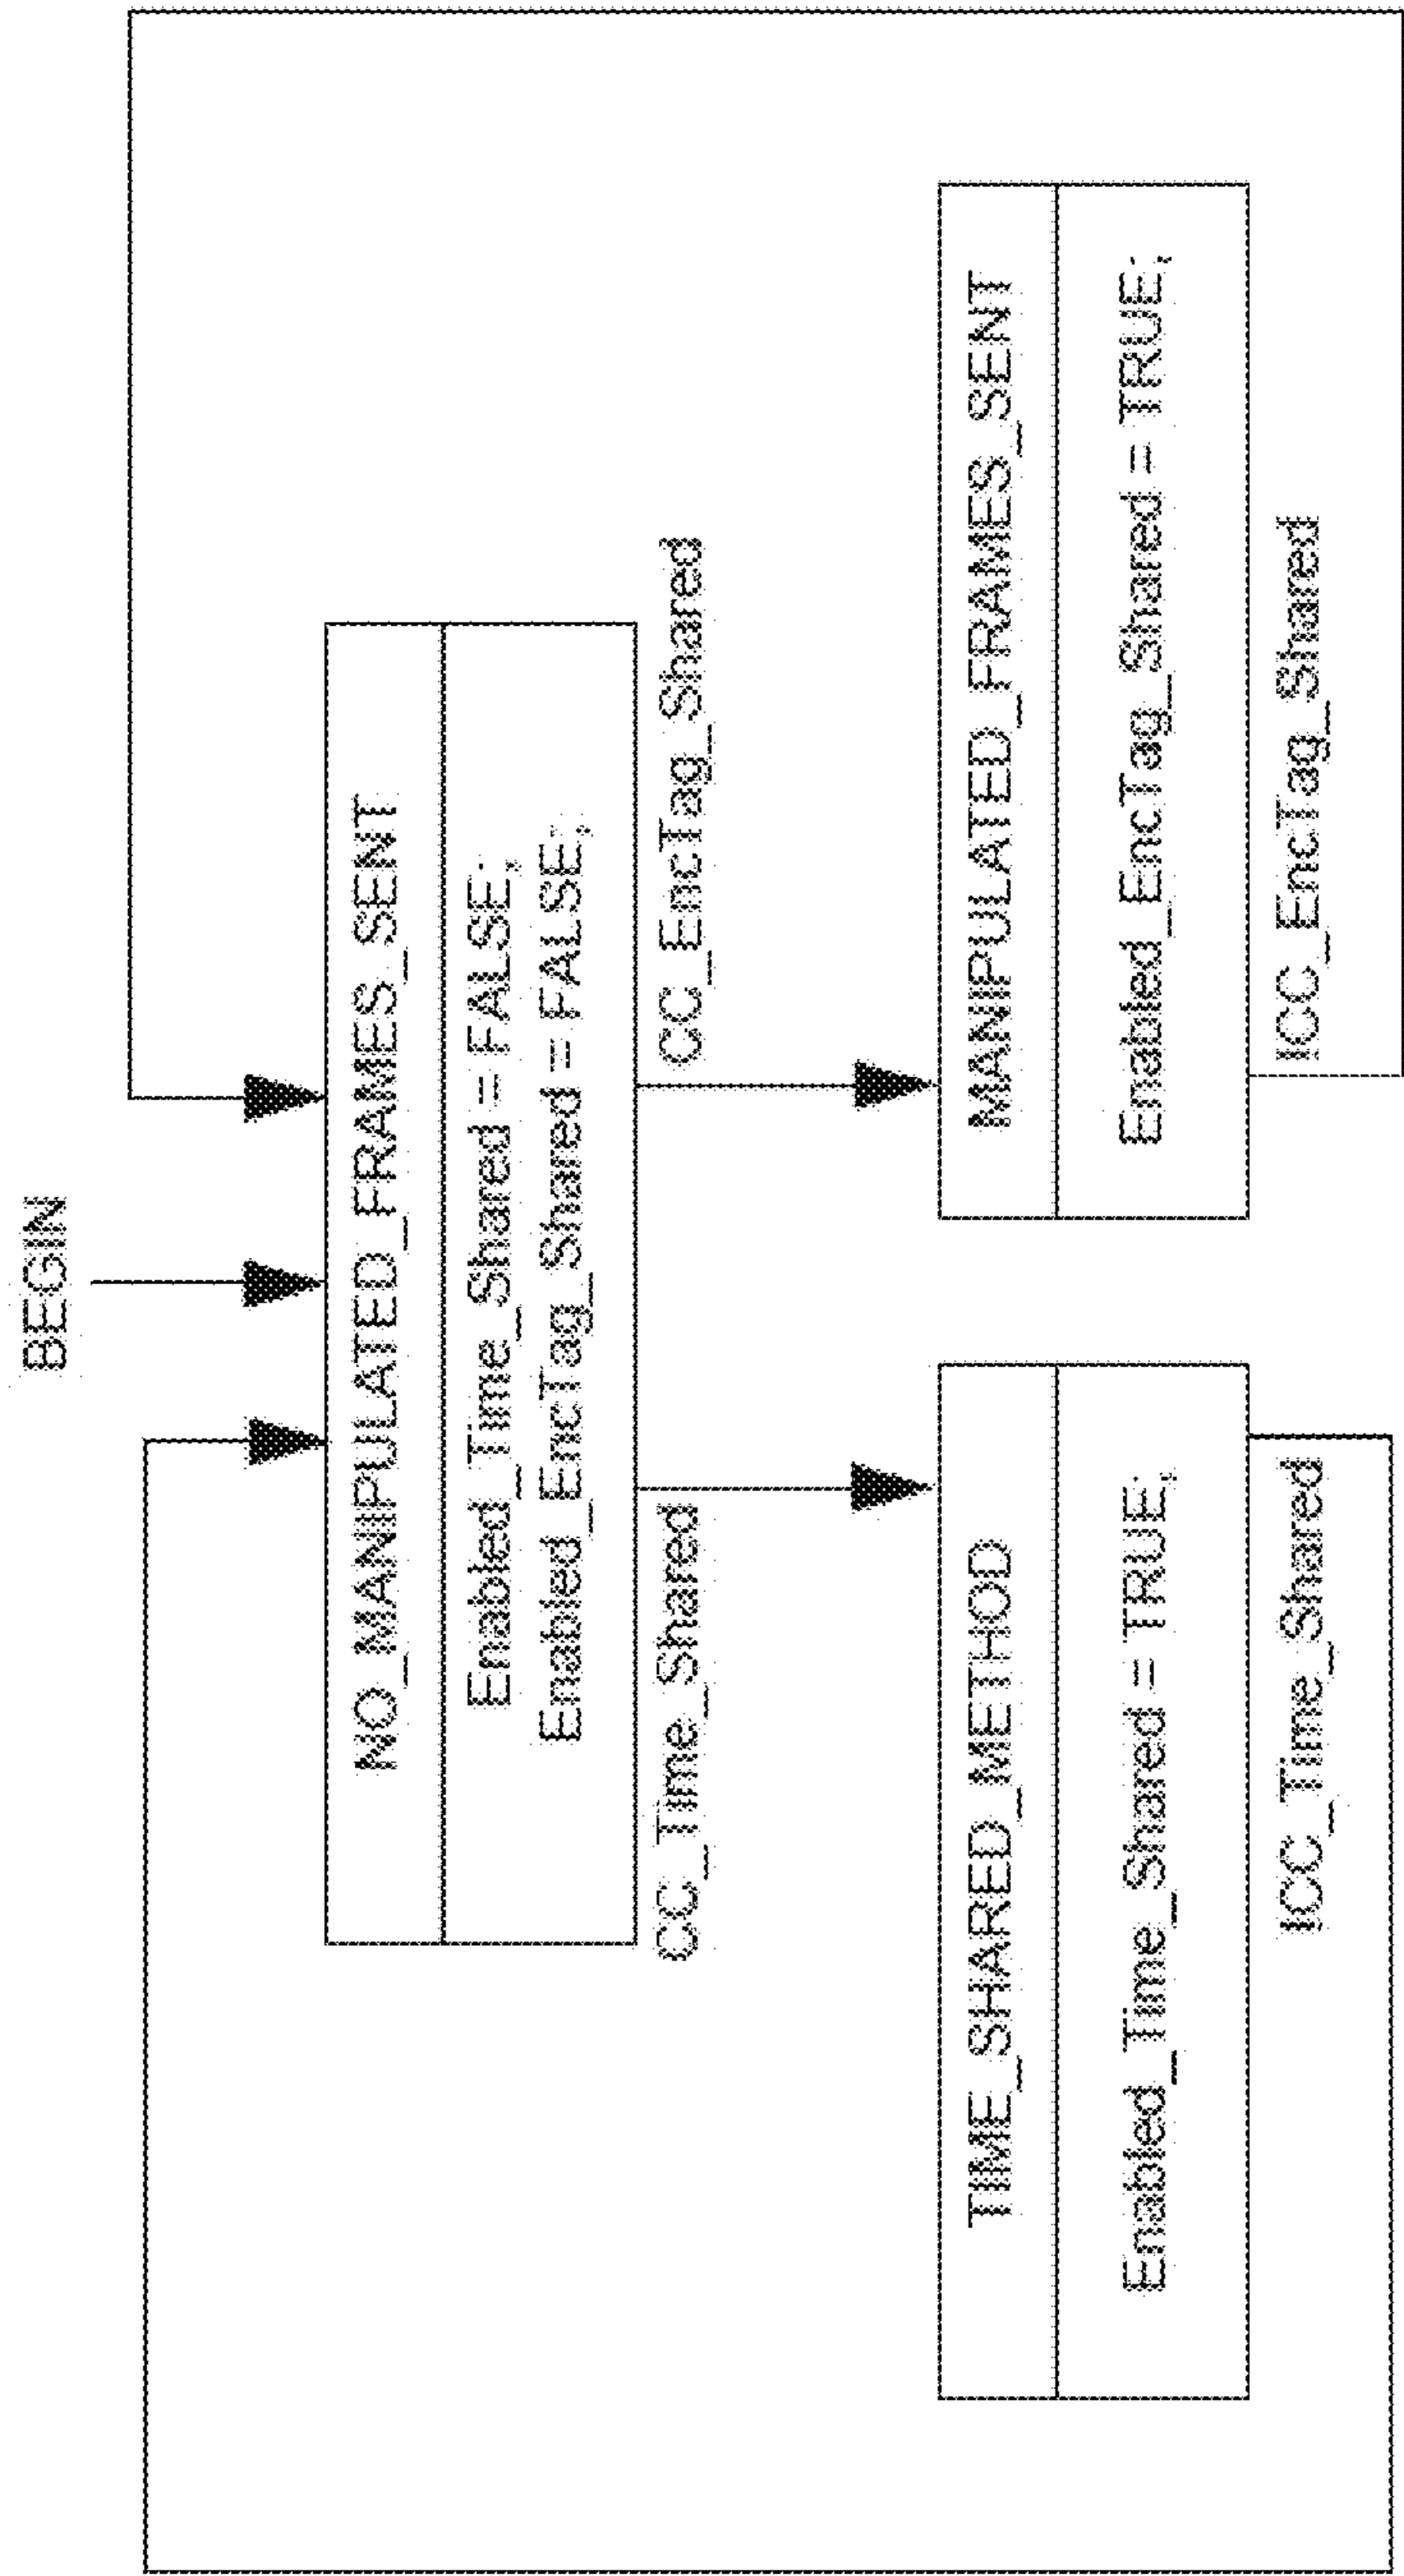 BEGIN
NO_MANIPULATED_FRAMES_SENT
Enabled_Time_Shared = FALSE;
Enabled_EncTag_Shared = FALSE;
CC_Time_Shared
CC_EncTag_Shared
TIME_SHARED_METHOD
Enabled_Time_Shared = TRUE;
ICC_Time_Shared
MANIPULATED_FRAMES_SENT
Enabled_EncTag_Shared = TRUE;
ICC_EncTag_Shared